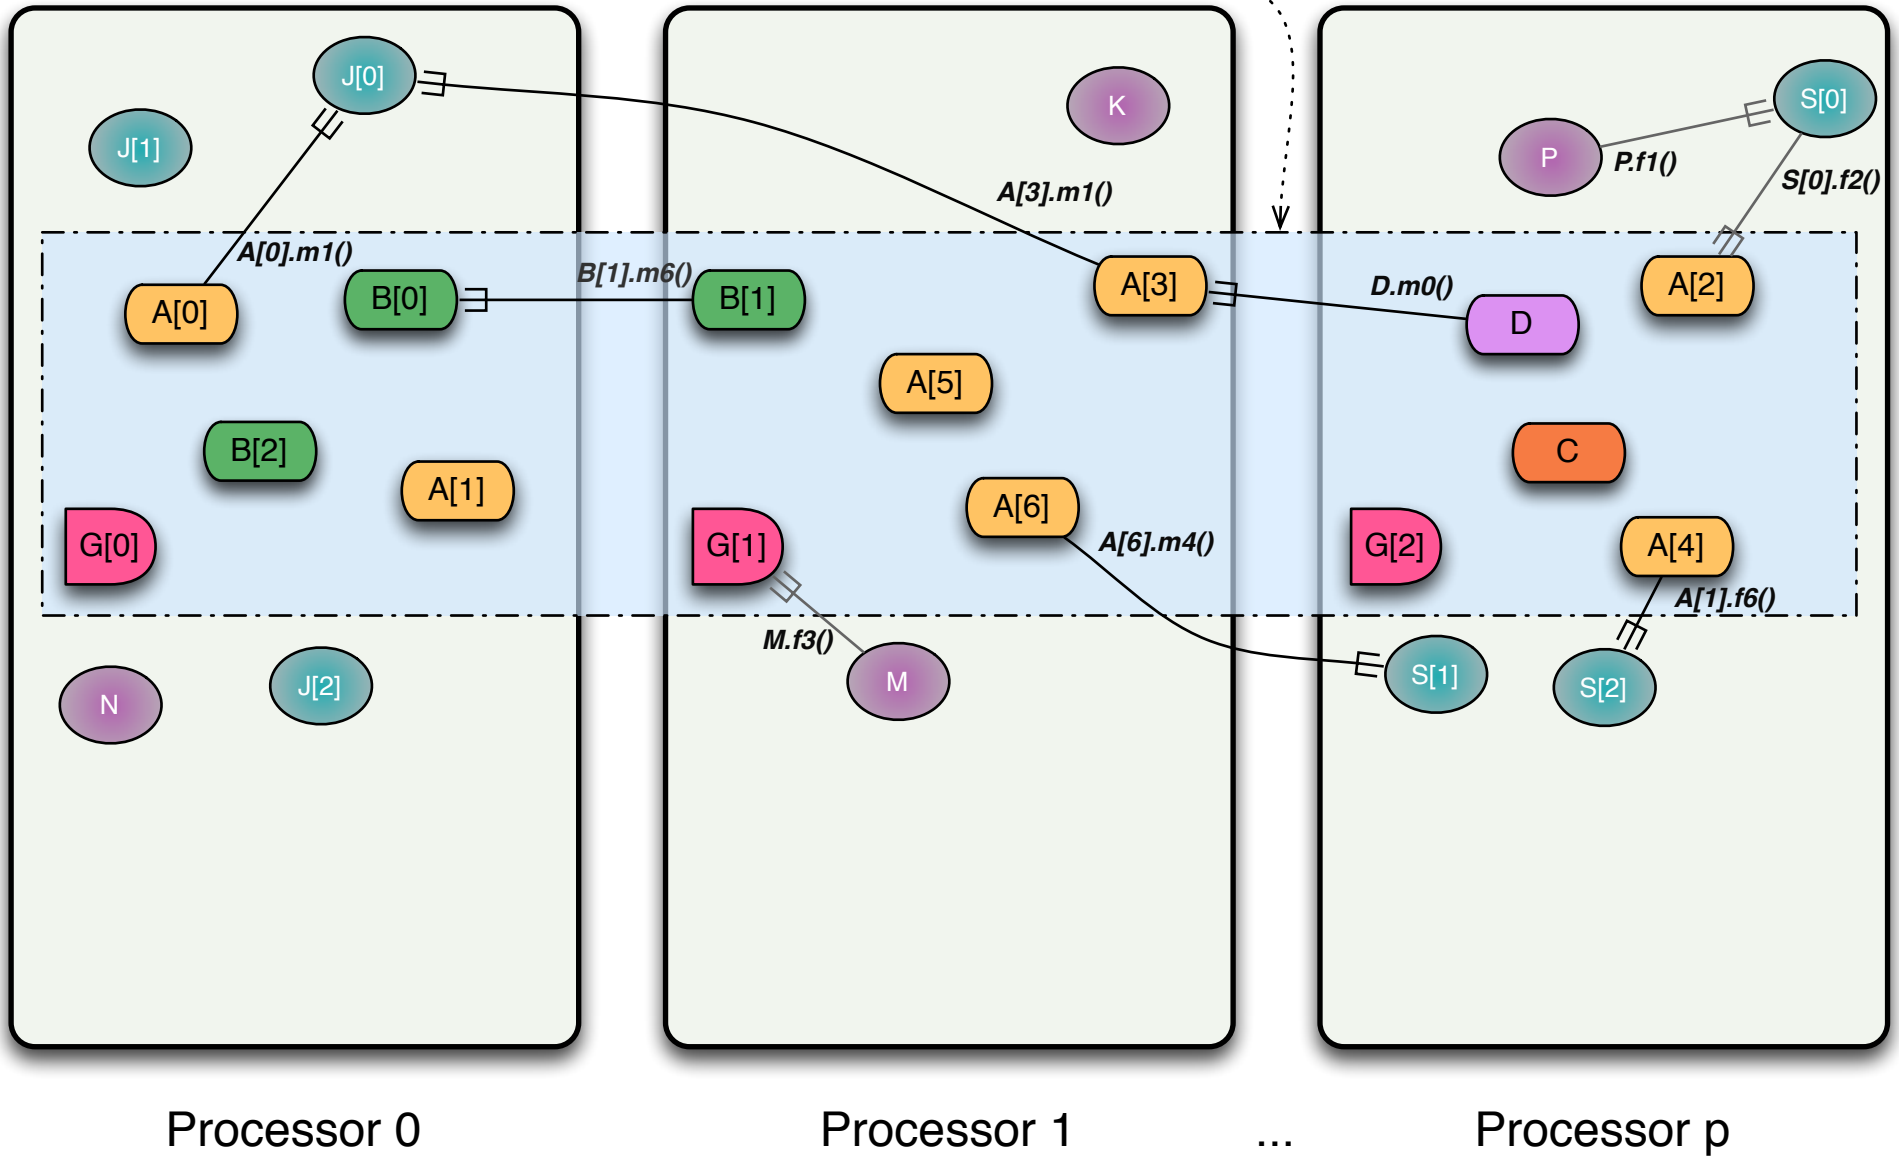 J[0]
J[1]
A[0].m1()
A[0]
B[0]
B[2]
A[1]
G[0]
N
J[2]
K
A[3].m1()
B[1].m6()
B[1]
A[3]
A[5]
A[6]
A[6].m4()
G[1]
M.f3()
M
S[0]
P
P.f1()
S[0].f2()
D.m0()
A[2]
D
C
G[2]
A[4]
A[1].f6()
S[1]
S[2]
Processor 0
Processor 1
...
Processor p